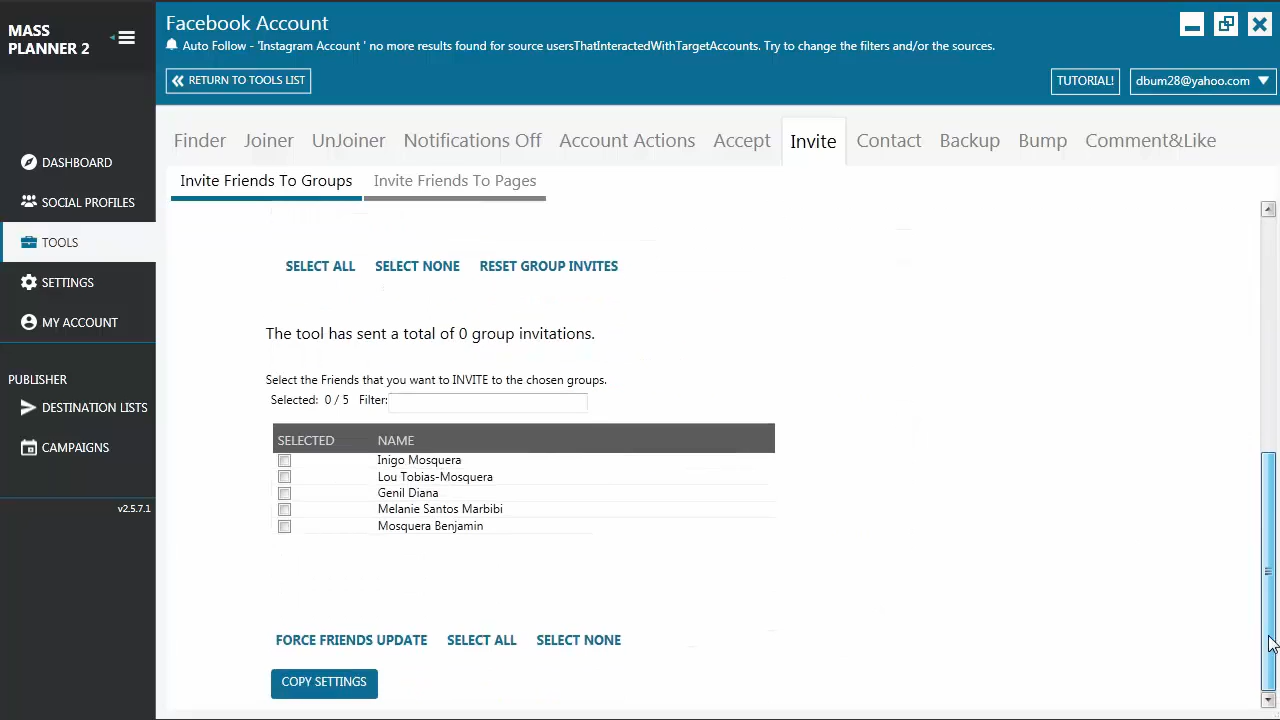 MASS
PLANNER 2
Facebook Account
Auto Follow - 'Instagram Account ' no more results found for source usersThatInteractedWithTargetAccounts. Try to change the filters and/or the sources.
RETURN TO TOOLS LIST
TUTORIAL!
dbum28@yahoo.com
DASHBOARD
SOCIAL PROFILES
TOOLS
SETTINGS
MY ACCOUNT
PUBLISHER
DESTINATION LISTS
CAMPAIGNS
v2.5.7.1
Finder Joiner UnJoiner Notifications Off Account Actions Accept Invite Contact Backup Bump Comment&Like
Invite Friends To Groups Invite Friends To Pages
SELECT ALL SELECT NONE RESET GROUP INVITES
The tool has sent a total of 0 group invitations.
Select the Friends that you want to INVITE to the chosen groups.
Selected: 0 / 5 Filter:
SELECTED NAME
Inigo Mosquera
Lou Tobias-Mosquera
Genil Diana
Melanie Santos Marbibi
Mosquera Benjamin
FORCE FRIENDS UPDATE SELECT ALL SELECT NONE
COPY SETTINGS